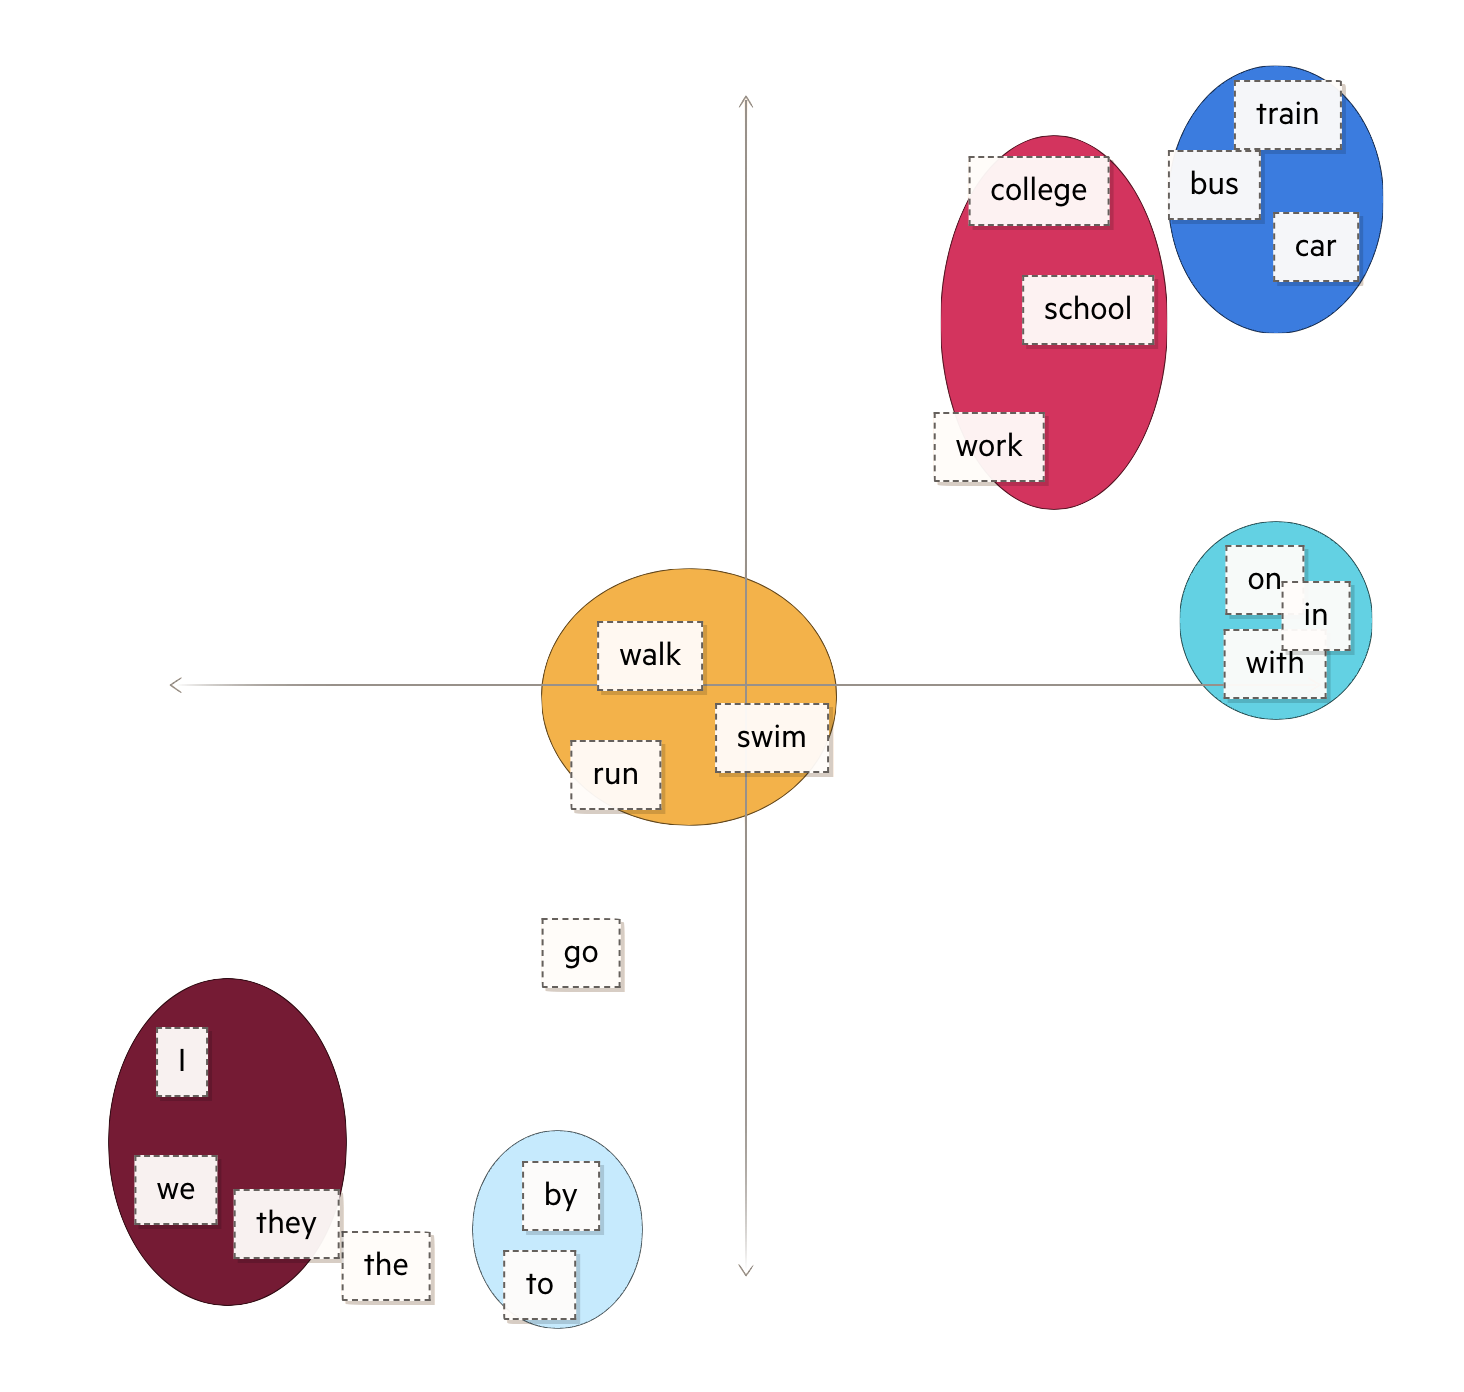 train
bus
college
car
school
work
on
in
with
walk
swim
run
go
I
we
by
they
the
to